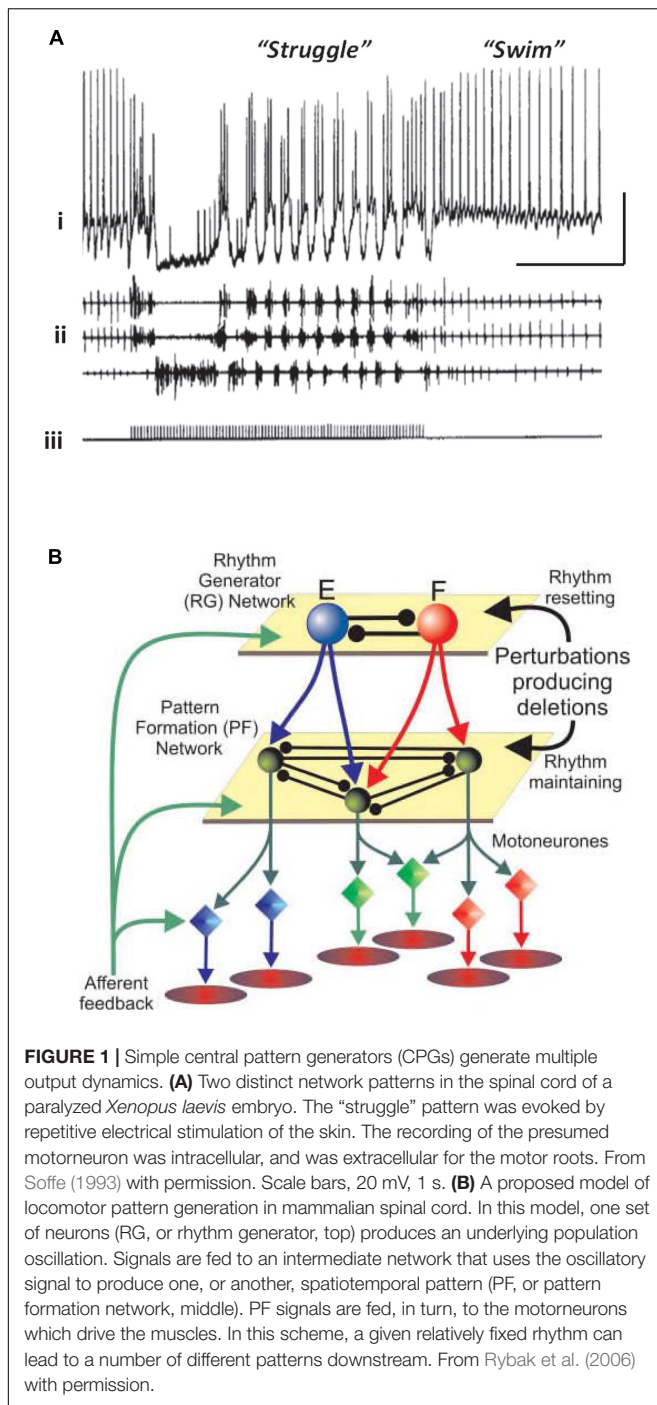 A
"Struggle"
"Swim"
i
ii
iii
B
Rhythm
Generator
(RG) Network
E
F
Rhythm
resetting
Perturbations
producing
deletions
Pattern
Formation (PF)
Network
Rhythm
maintaining
Motoneurones
Afferent
feedback
FIGURE 1 | Simple central pattern generators (CPGs) generate multiple
output dynamics. (A) Two distinct network patterns in the spinal cord of a
paralyzed Xenopus laevis embryo. The “struggle” pattern was evoked by
repetitive electrical stimulation of the skin. The recording of the presumed
motorneuron was intracellular, and was extracellular for the motor roots. From
Soffe (1993) with permission. Scale bars, 20 mV, 1 s. (B) A proposed model of
locomotor pattern generation in mammalian spinal cord. In this model, one set
of neurons (RG, or rhythm generator, top) produces an underlying population
oscillation. Signals are fed to an intermediate network that uses the oscillatory
signal to produce one, or another, spatiotemporal pattern (PF, or pattern
formation network, middle). PF signals are fed, in turn, to the motorneurons
which drive the muscles. In this scheme, a given relatively fixed rhythm can
lead to a number of different patterns downstream. From Rybak et al. (2006)
with permission.